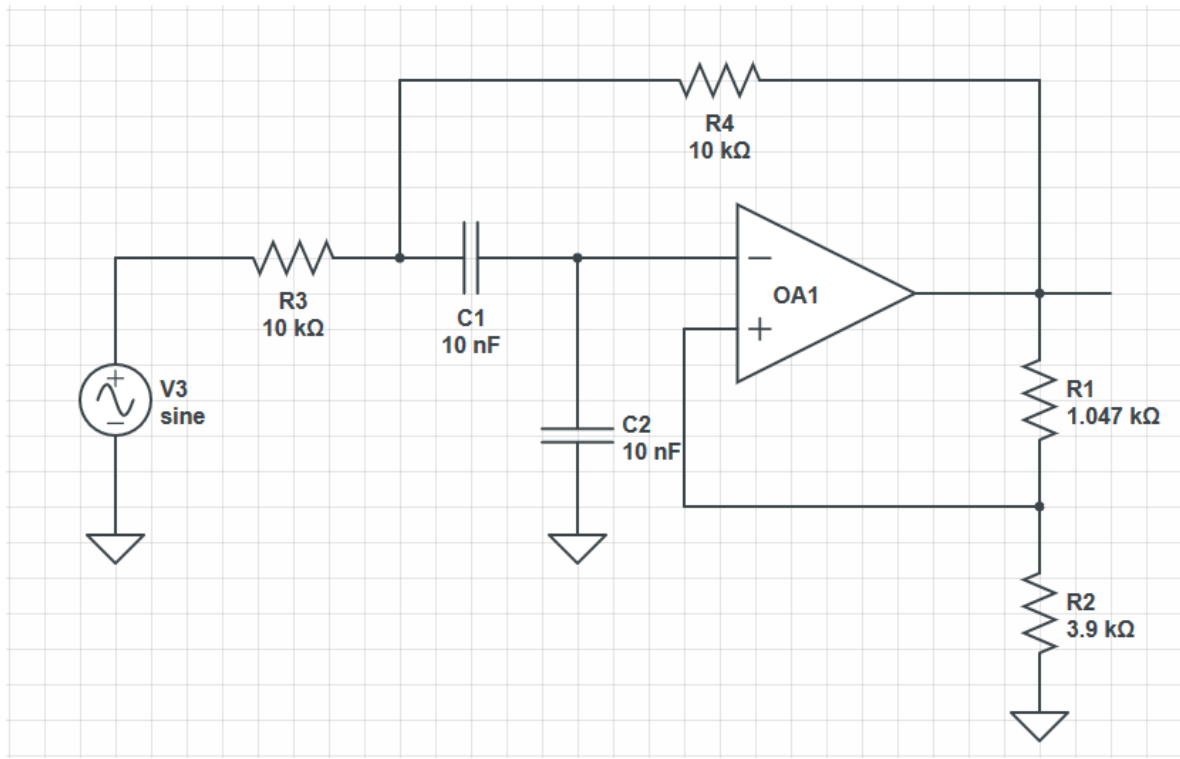 R4
10 kΩ
R3
10 kΩ
C1
10 nF
−
OA1
+
V3
sine
+
−
C2
10 nF
R1
1.047 kΩ
R2
3.9 kΩ